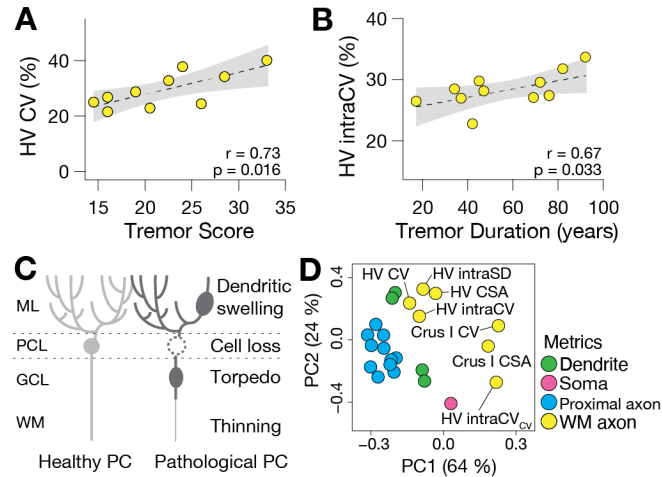 A
HV CV (%)
40
20
0
r = 0.73
p = 0.016
15
20
25
30
35
Tremor Score
B
HV intraCV (%)
40
30
20
r = 0.67
p = 0.033
20
40
60
80
100
Tremor Duration (years)
C
ML
PCL
GCL
WM
Dendritic
swelling
Cell loss
Torpedo
Thinning
Healthy PC
Pathological PC
D
PC2 (24 %)
0.4
0.0
−0.4
HV CV
HV intraSD
HV CSA
HV intraCV
Crus I CV
Crus I CSA
HV intraCVCV
−0.3
0.0
0.3
PC1 (64 %)
Metrics
Dendrite
Soma
Proximal axon
WM axon